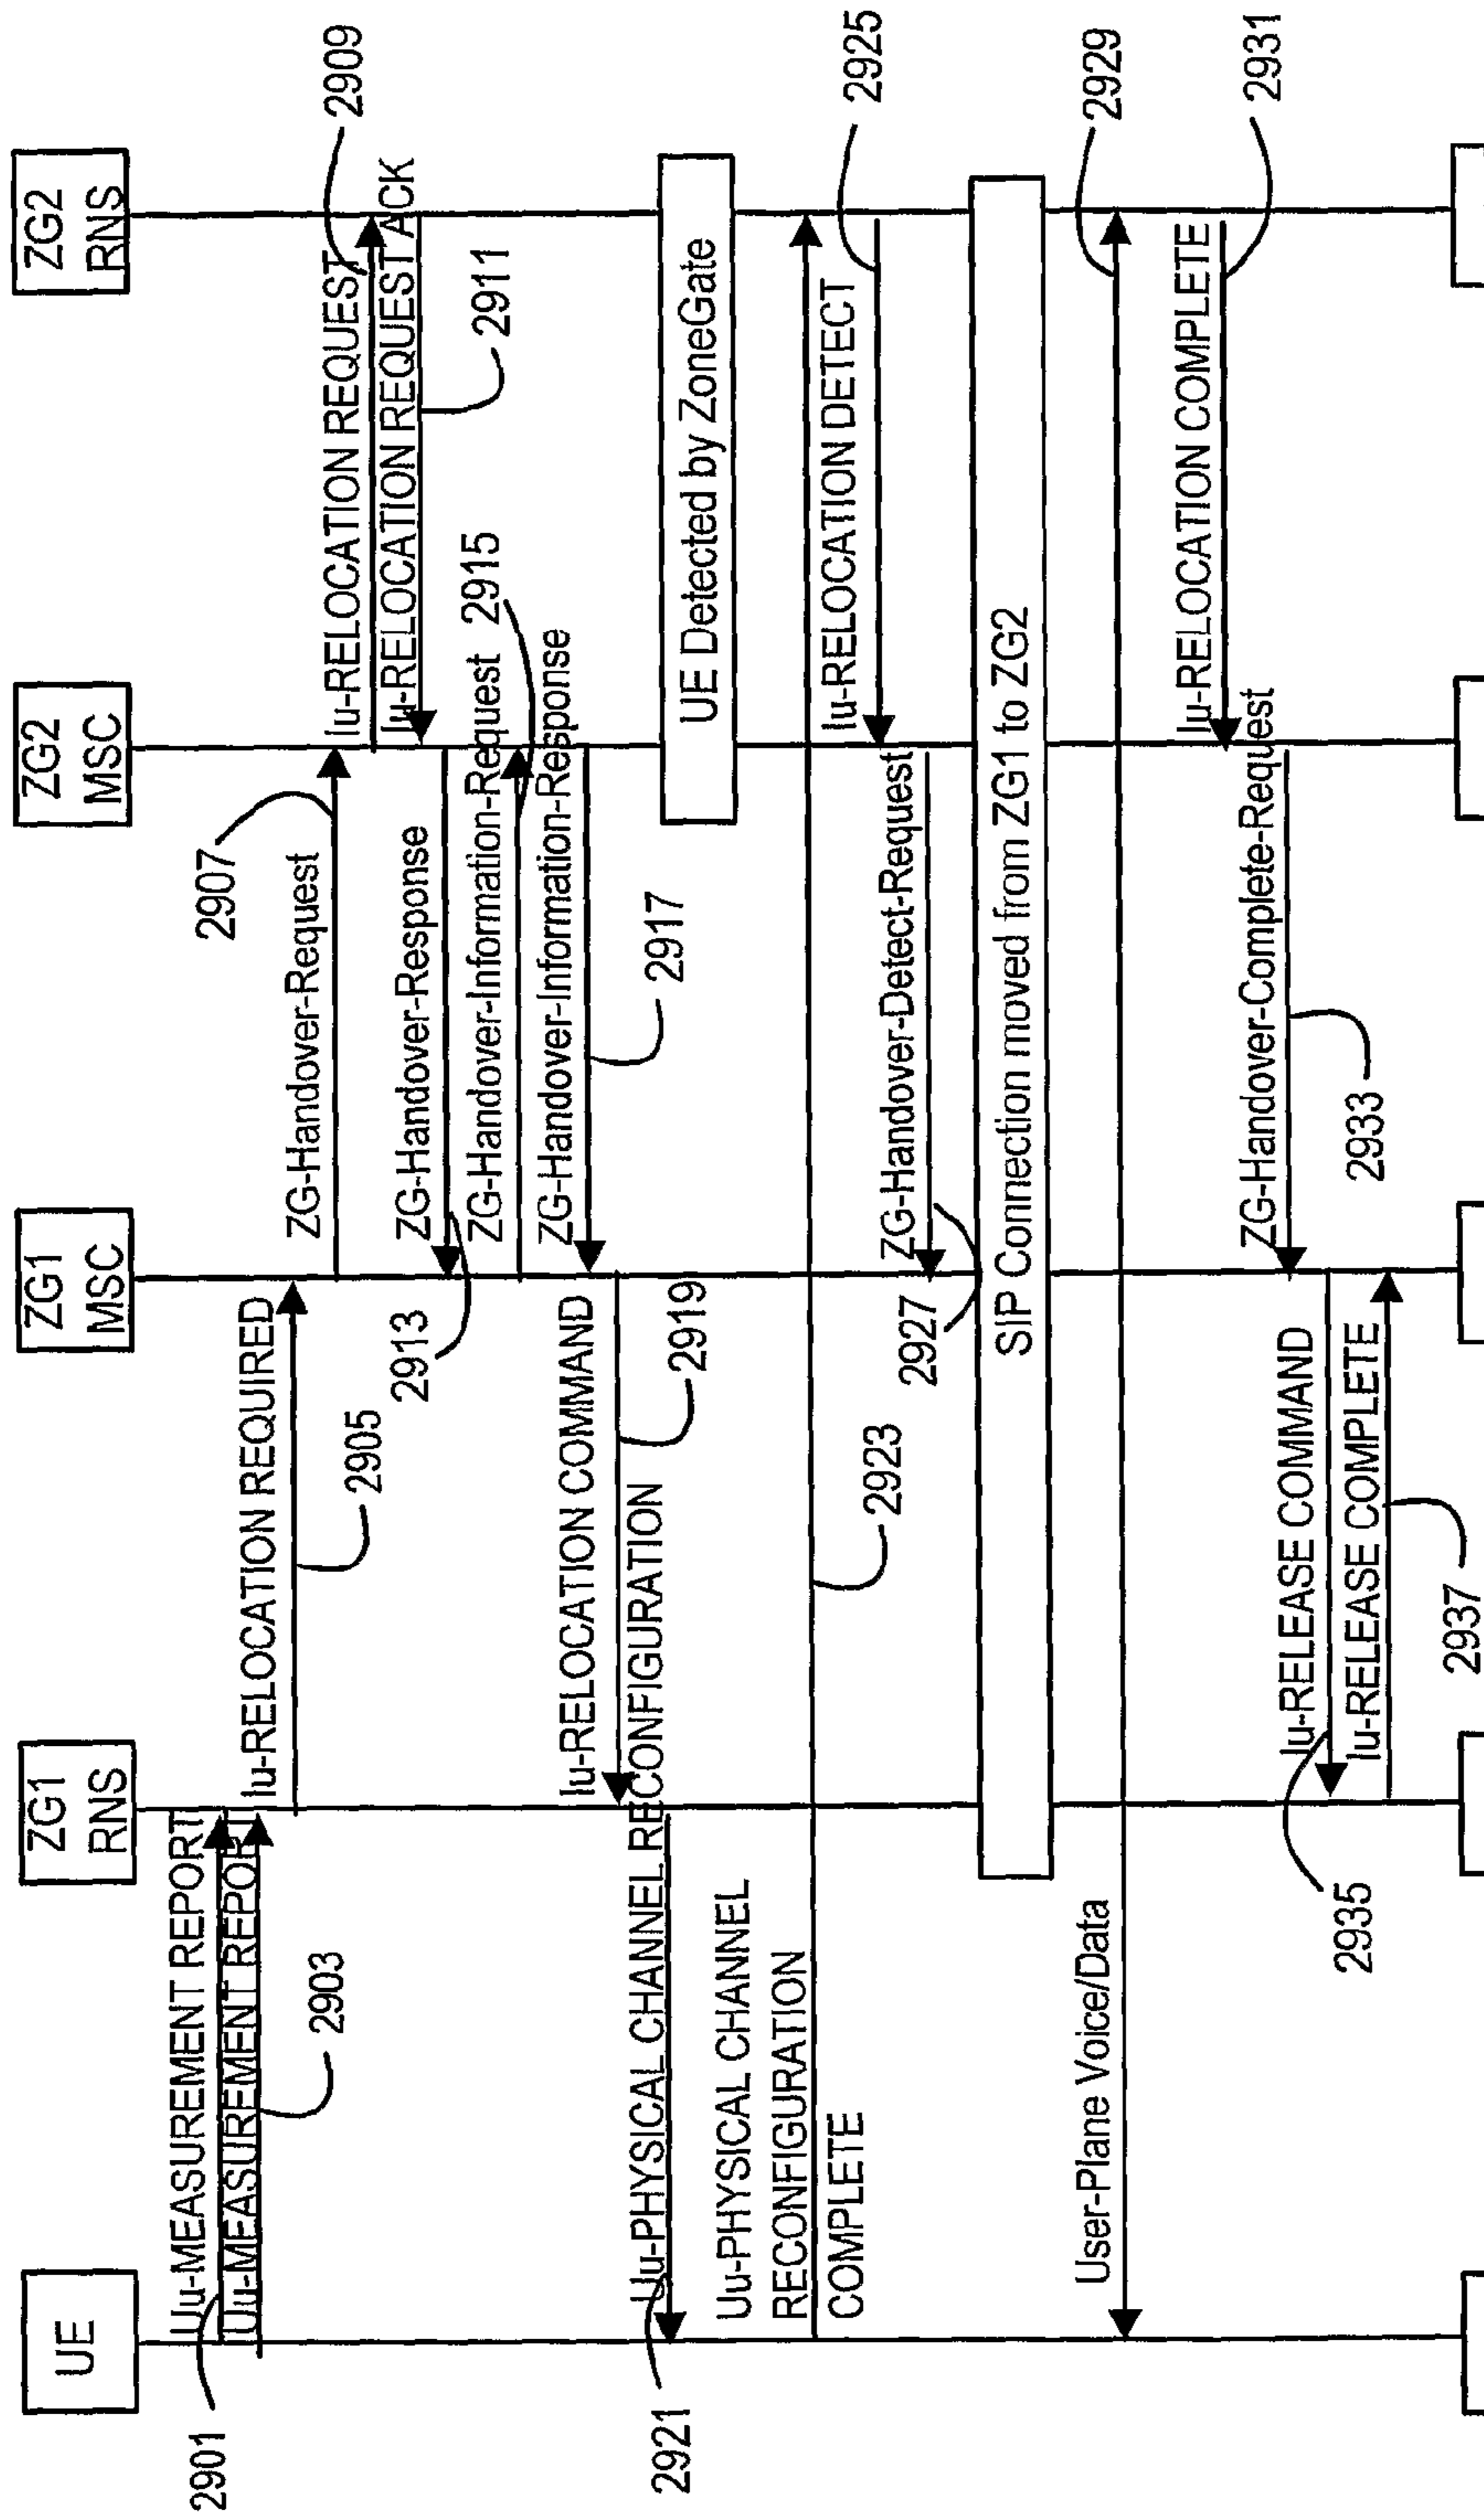 UE
ZG1
RNS
ZG1
MSC
ZG2
MSC
ZG2
RNS
2901
Uu-MEASUREMENT REPORT
Uu-MEASUREMENT REPORT
2903
Iu-RELOCATION REQUIRED
2905
2907
ZG-Handover-Request
2909
Iu-RELOCATION REQUEST
Iu-RELOCATION REQUEST ACK
2911
ZG-Handover-Response
2913
ZG-Handover-Information-Request
2915
ZG-Handover-Information-Response
2917
Iu-RELOCATION COMMAND
2919
Uu-PHYSICAL CHANNEL RECONFIGURATION
2921
UE Detected by ZoneGate
Uu-PHYSICAL CHANNEL
RECONFIGURATION
COMPLETE
2923
Iu-RELOCATION DETECT
2925
ZG-Handover-Detect-Request
2927
SIP Connection moved from ZG1 to ZG2
User-Plane Voice/Data
2929
Iu-RELOCATION COMPLETE
2931
ZG-Handover-Complete-Request
2933
Iu-RELEASE COMMAND
2935
Iu-RELEASE COMPLETE
2937